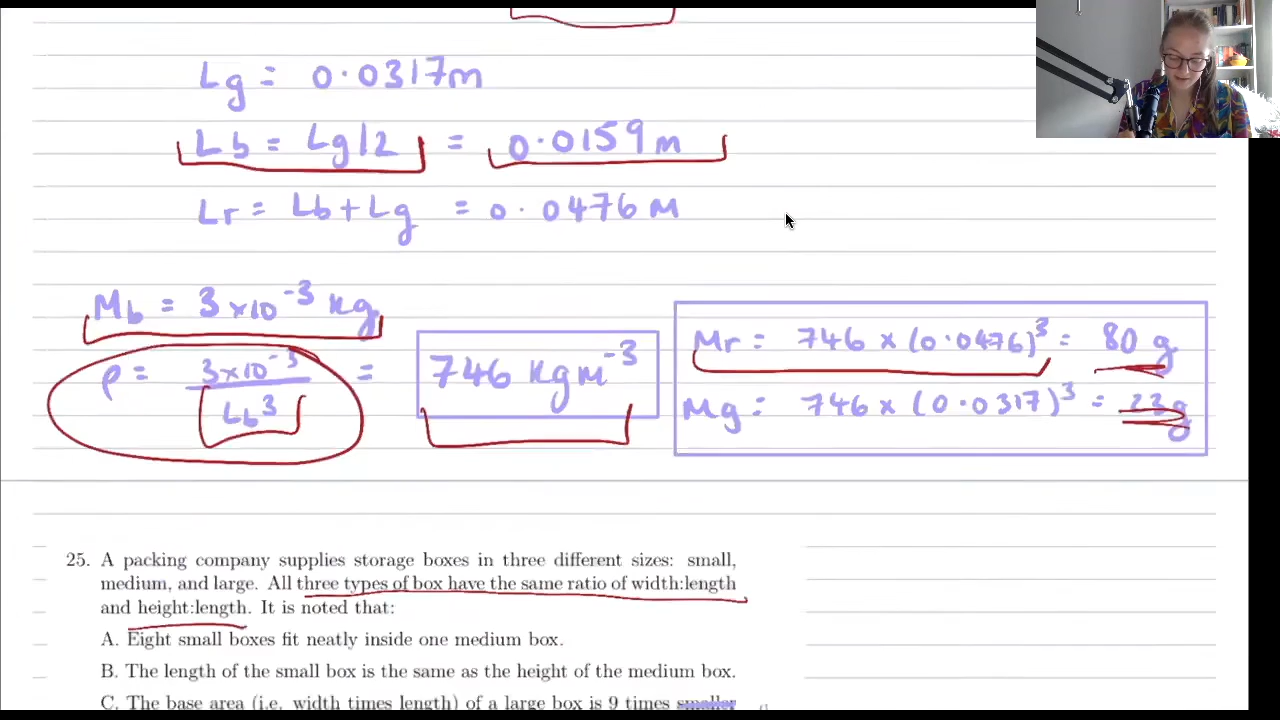 Lg = 0.0317m
Lb = Lg/2 = 0.0159m
Lr = Lb+Lg = 0.0476 M
Mb = 3×10⁻³ kg
ρ = 3×10⁻³ / Lb³ = 746 kgm⁻³
Mr = 746 × (0.0476)³ = 80 g
Mg = 746 × (0.0317)³ = 23g
25. A packing company supplies storage boxes in three different sizes: small,
medium, and large. All three types of box have the same ratio of width:length
and height:length. It is noted that:
A. Eight small boxes fit neatly inside one medium box.
B. The length of the small box is the same as the height of the medium box.
C. The base area (i.e. width times length) of a large box is 9 times smaller